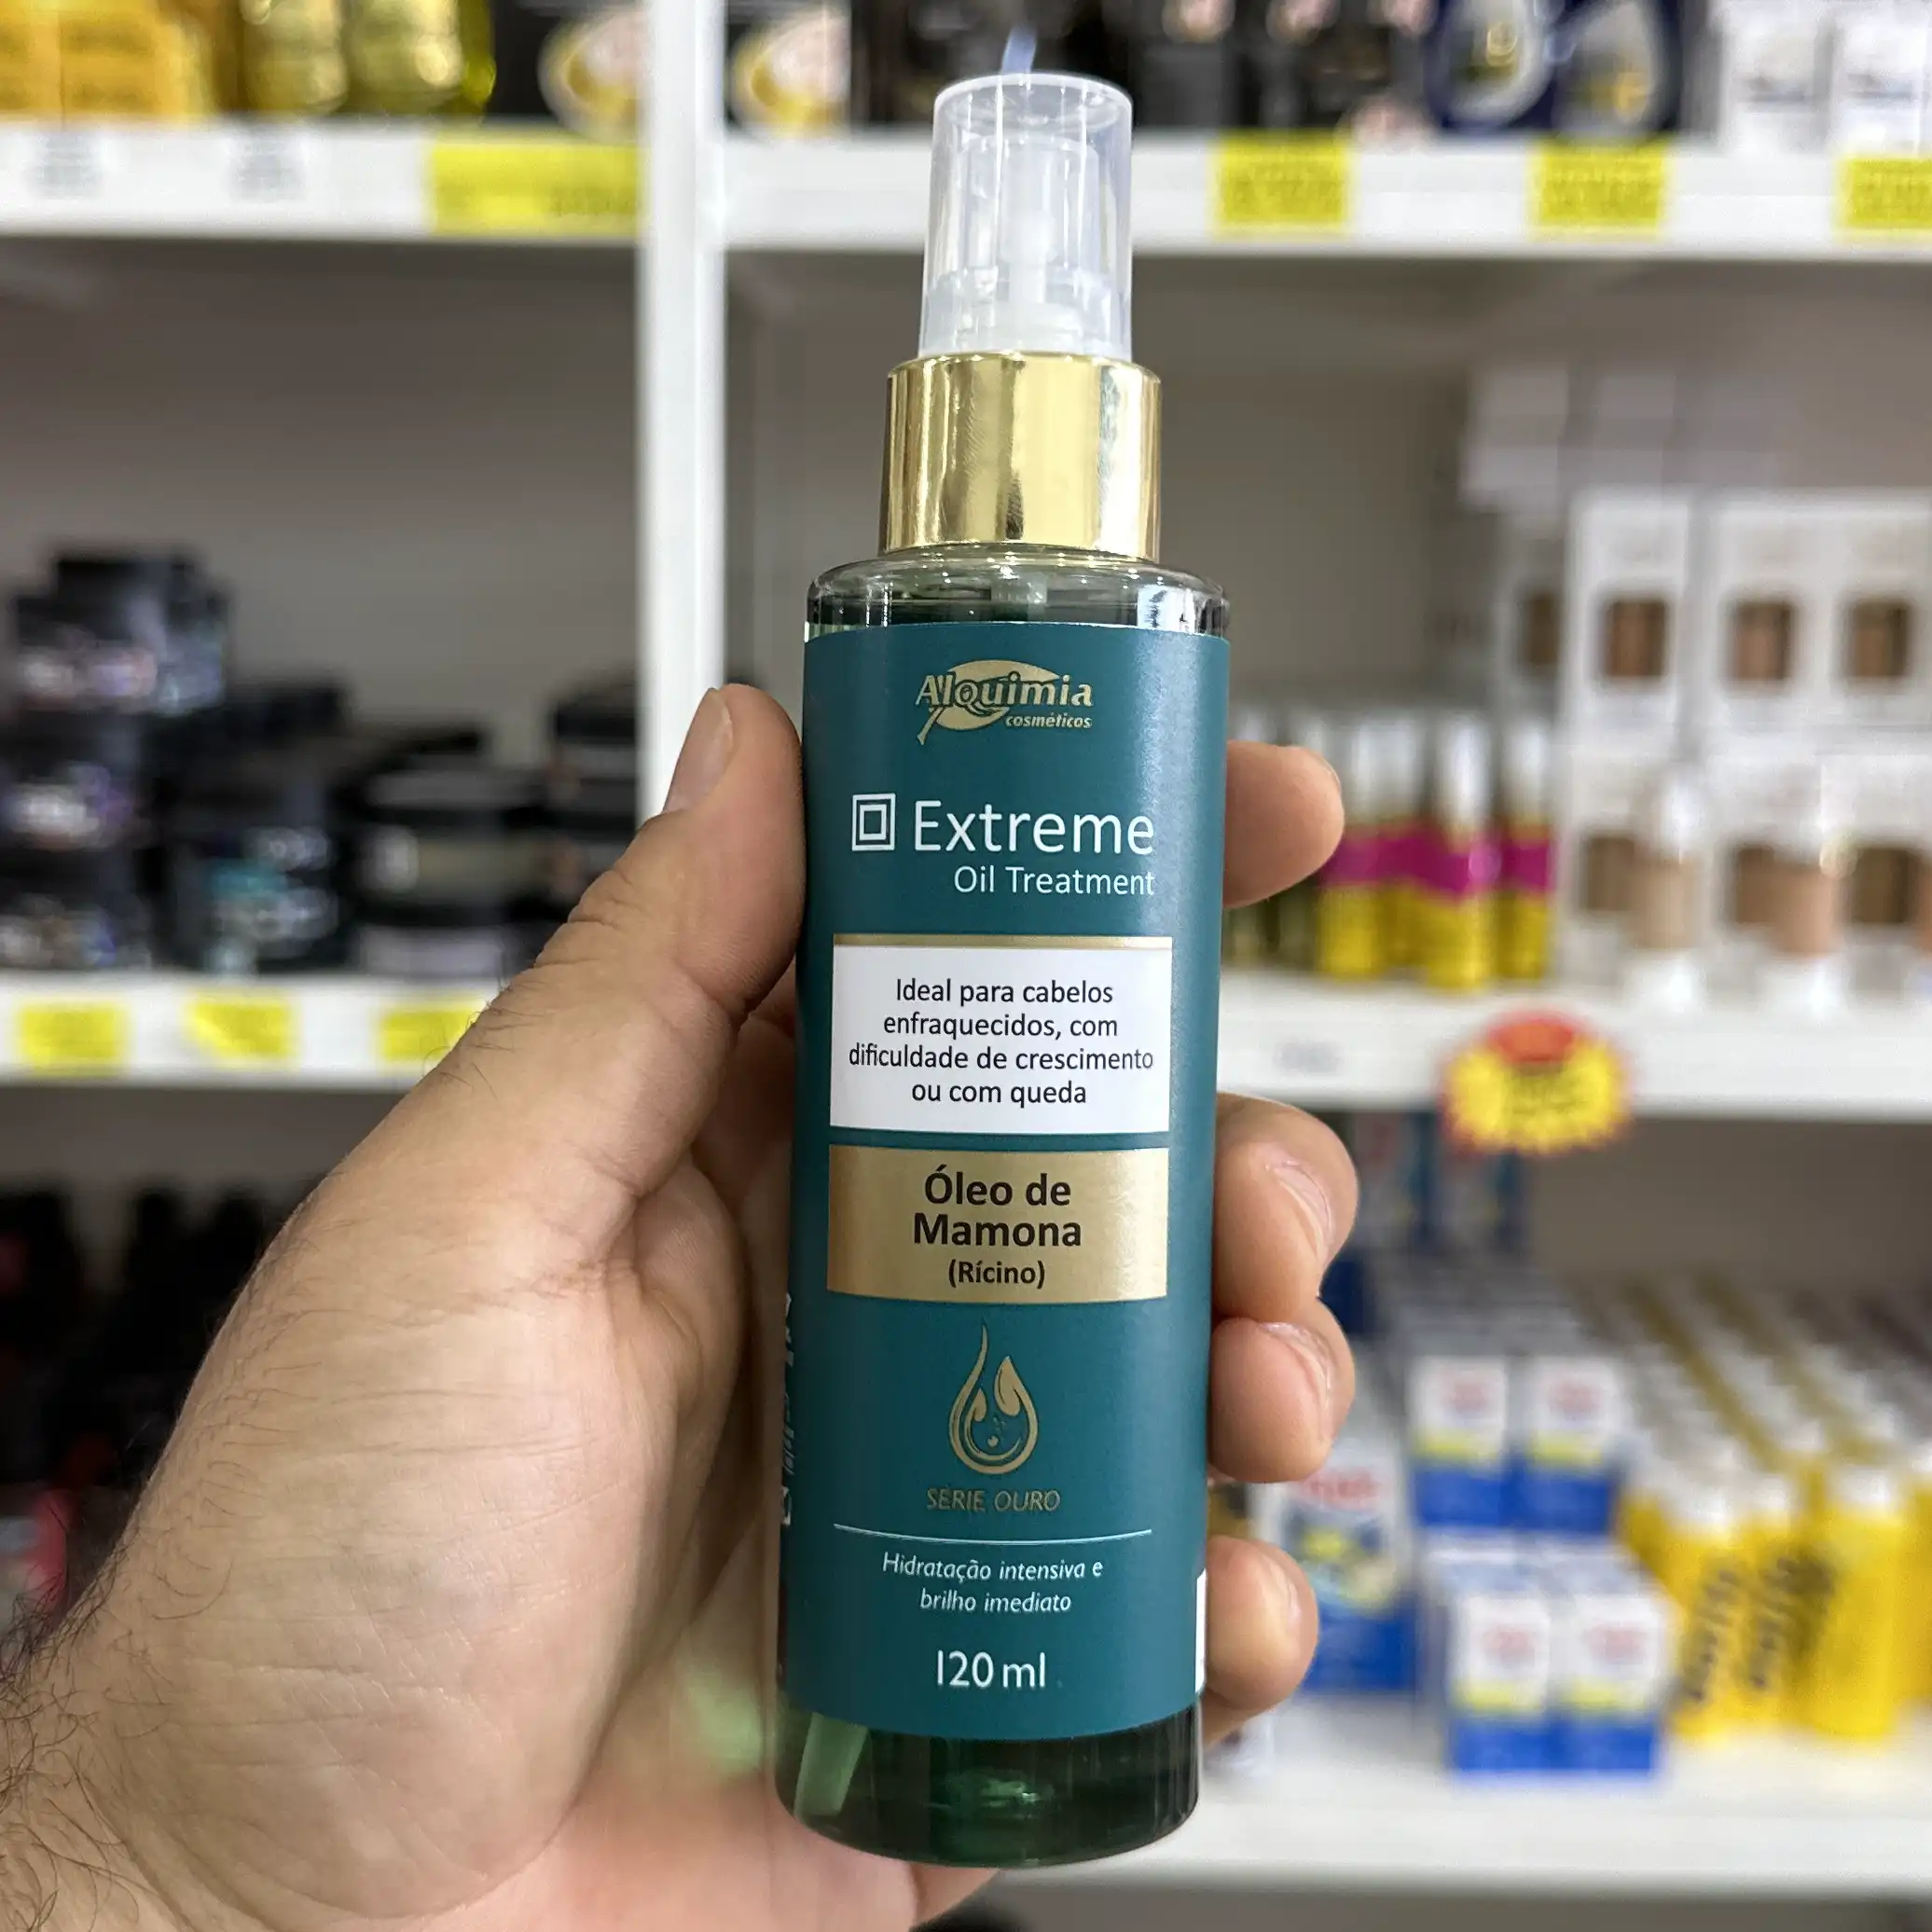 Alquimia
cosméticos
Extreme
Oil Treatment
Ideal para cabelos
enfraquecidos, com
dificuldade de crescimento
ou com queda
Óleo de
Mamona
(Rícino)
SÉRIE OURO
Hidratação intensiva e
brilho imediato
120 ml